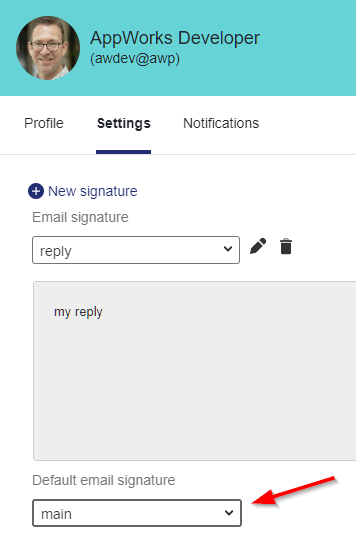 AppWorks Developer
(awdev@awp)
Profile Settings Notifications
New signature
Email signature
reply
my reply
Default email signature
main